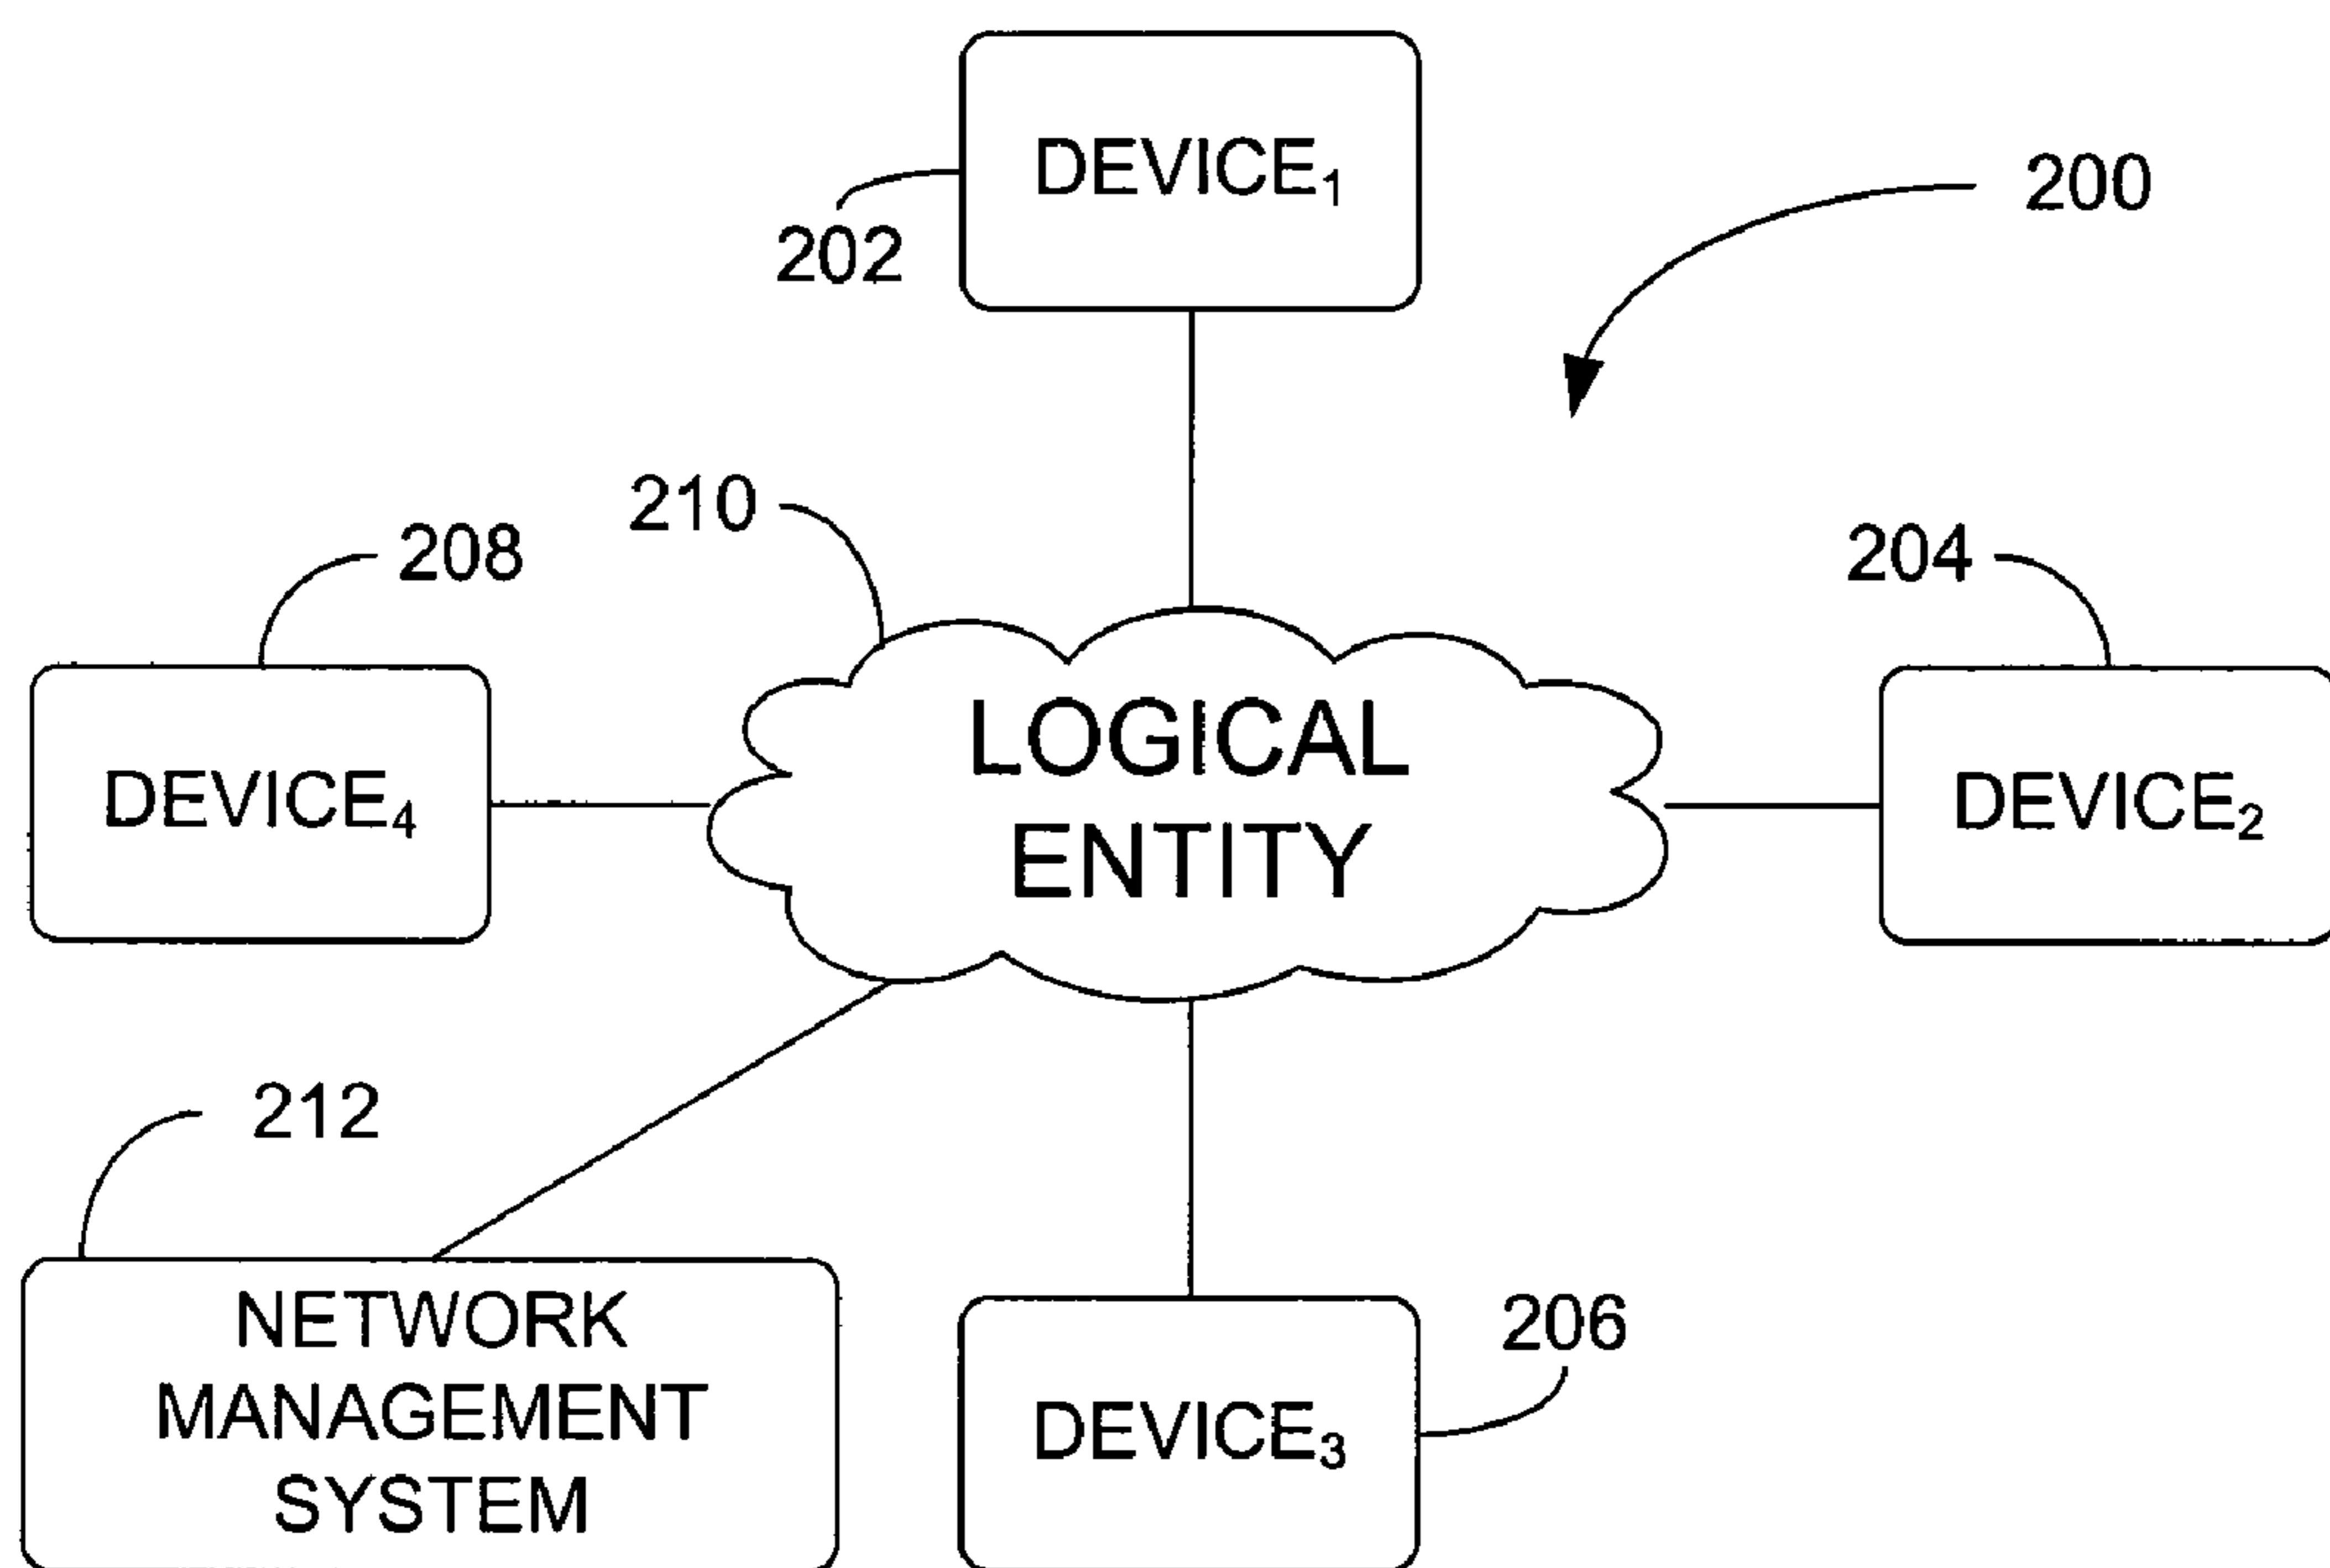 DEVICE₁
200
202
210
208
204
LOGICAL
ENTITY
DEVICE₄
DEVICE₂
212
NETWORK
MANAGEMENT
SYSTEM
206
DEVICE₃